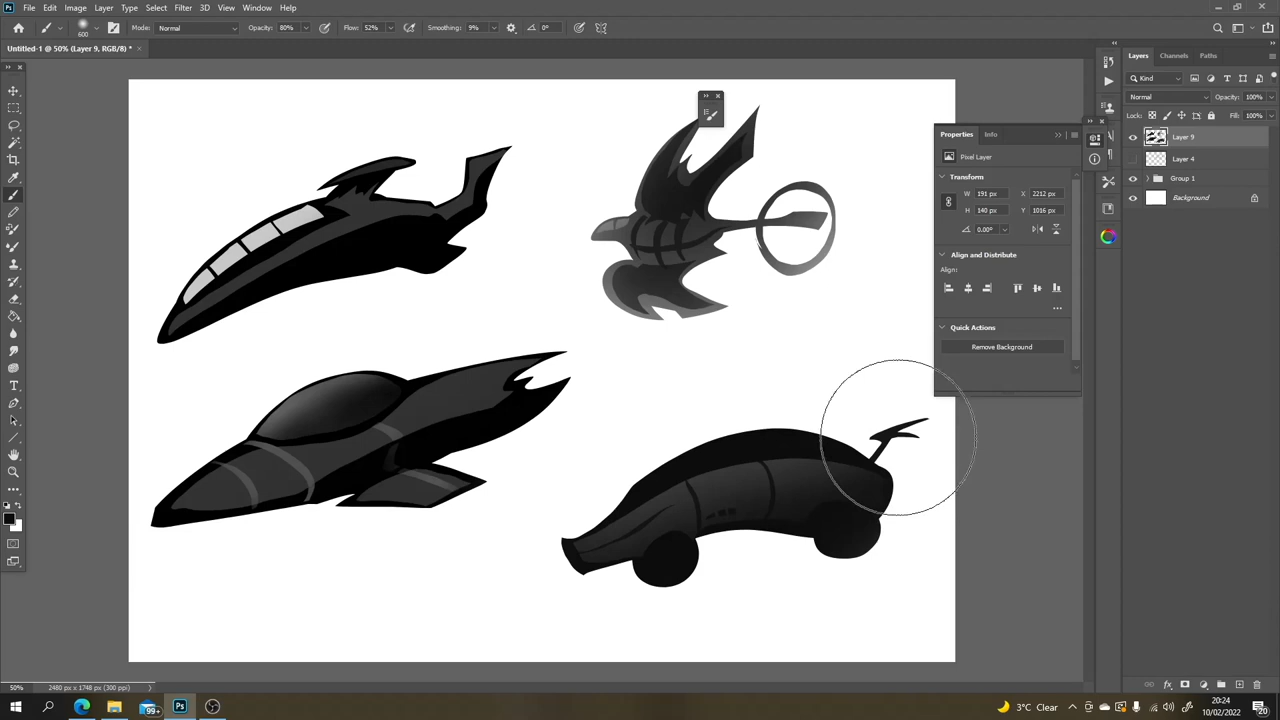 File Edit Image Layer Type Select Filter 3D View Window Help
600 Mode: Normal Opacity: 80% Flow: 52% Smoothing: 9% 0°
Untitled-1 @ 50% (Layer 9, RGB/8) * ×
Layers Channels Paths
Kind
Normal Opacity: 100%
Lock: Fill: 100%
Layer 9
Layer 4
Group 1
Background
Properties Info
Pixel Layer
Transform
W 191 px X 2212 px
H 140 px Y 1016 px
0.00°
Align and Distribute
Align:
Quick Actions
Remove Background
50% 2480 px x 1748 px (300 ppi)
99+ Ps 3°C Clear 20:24
10/02/2022 20